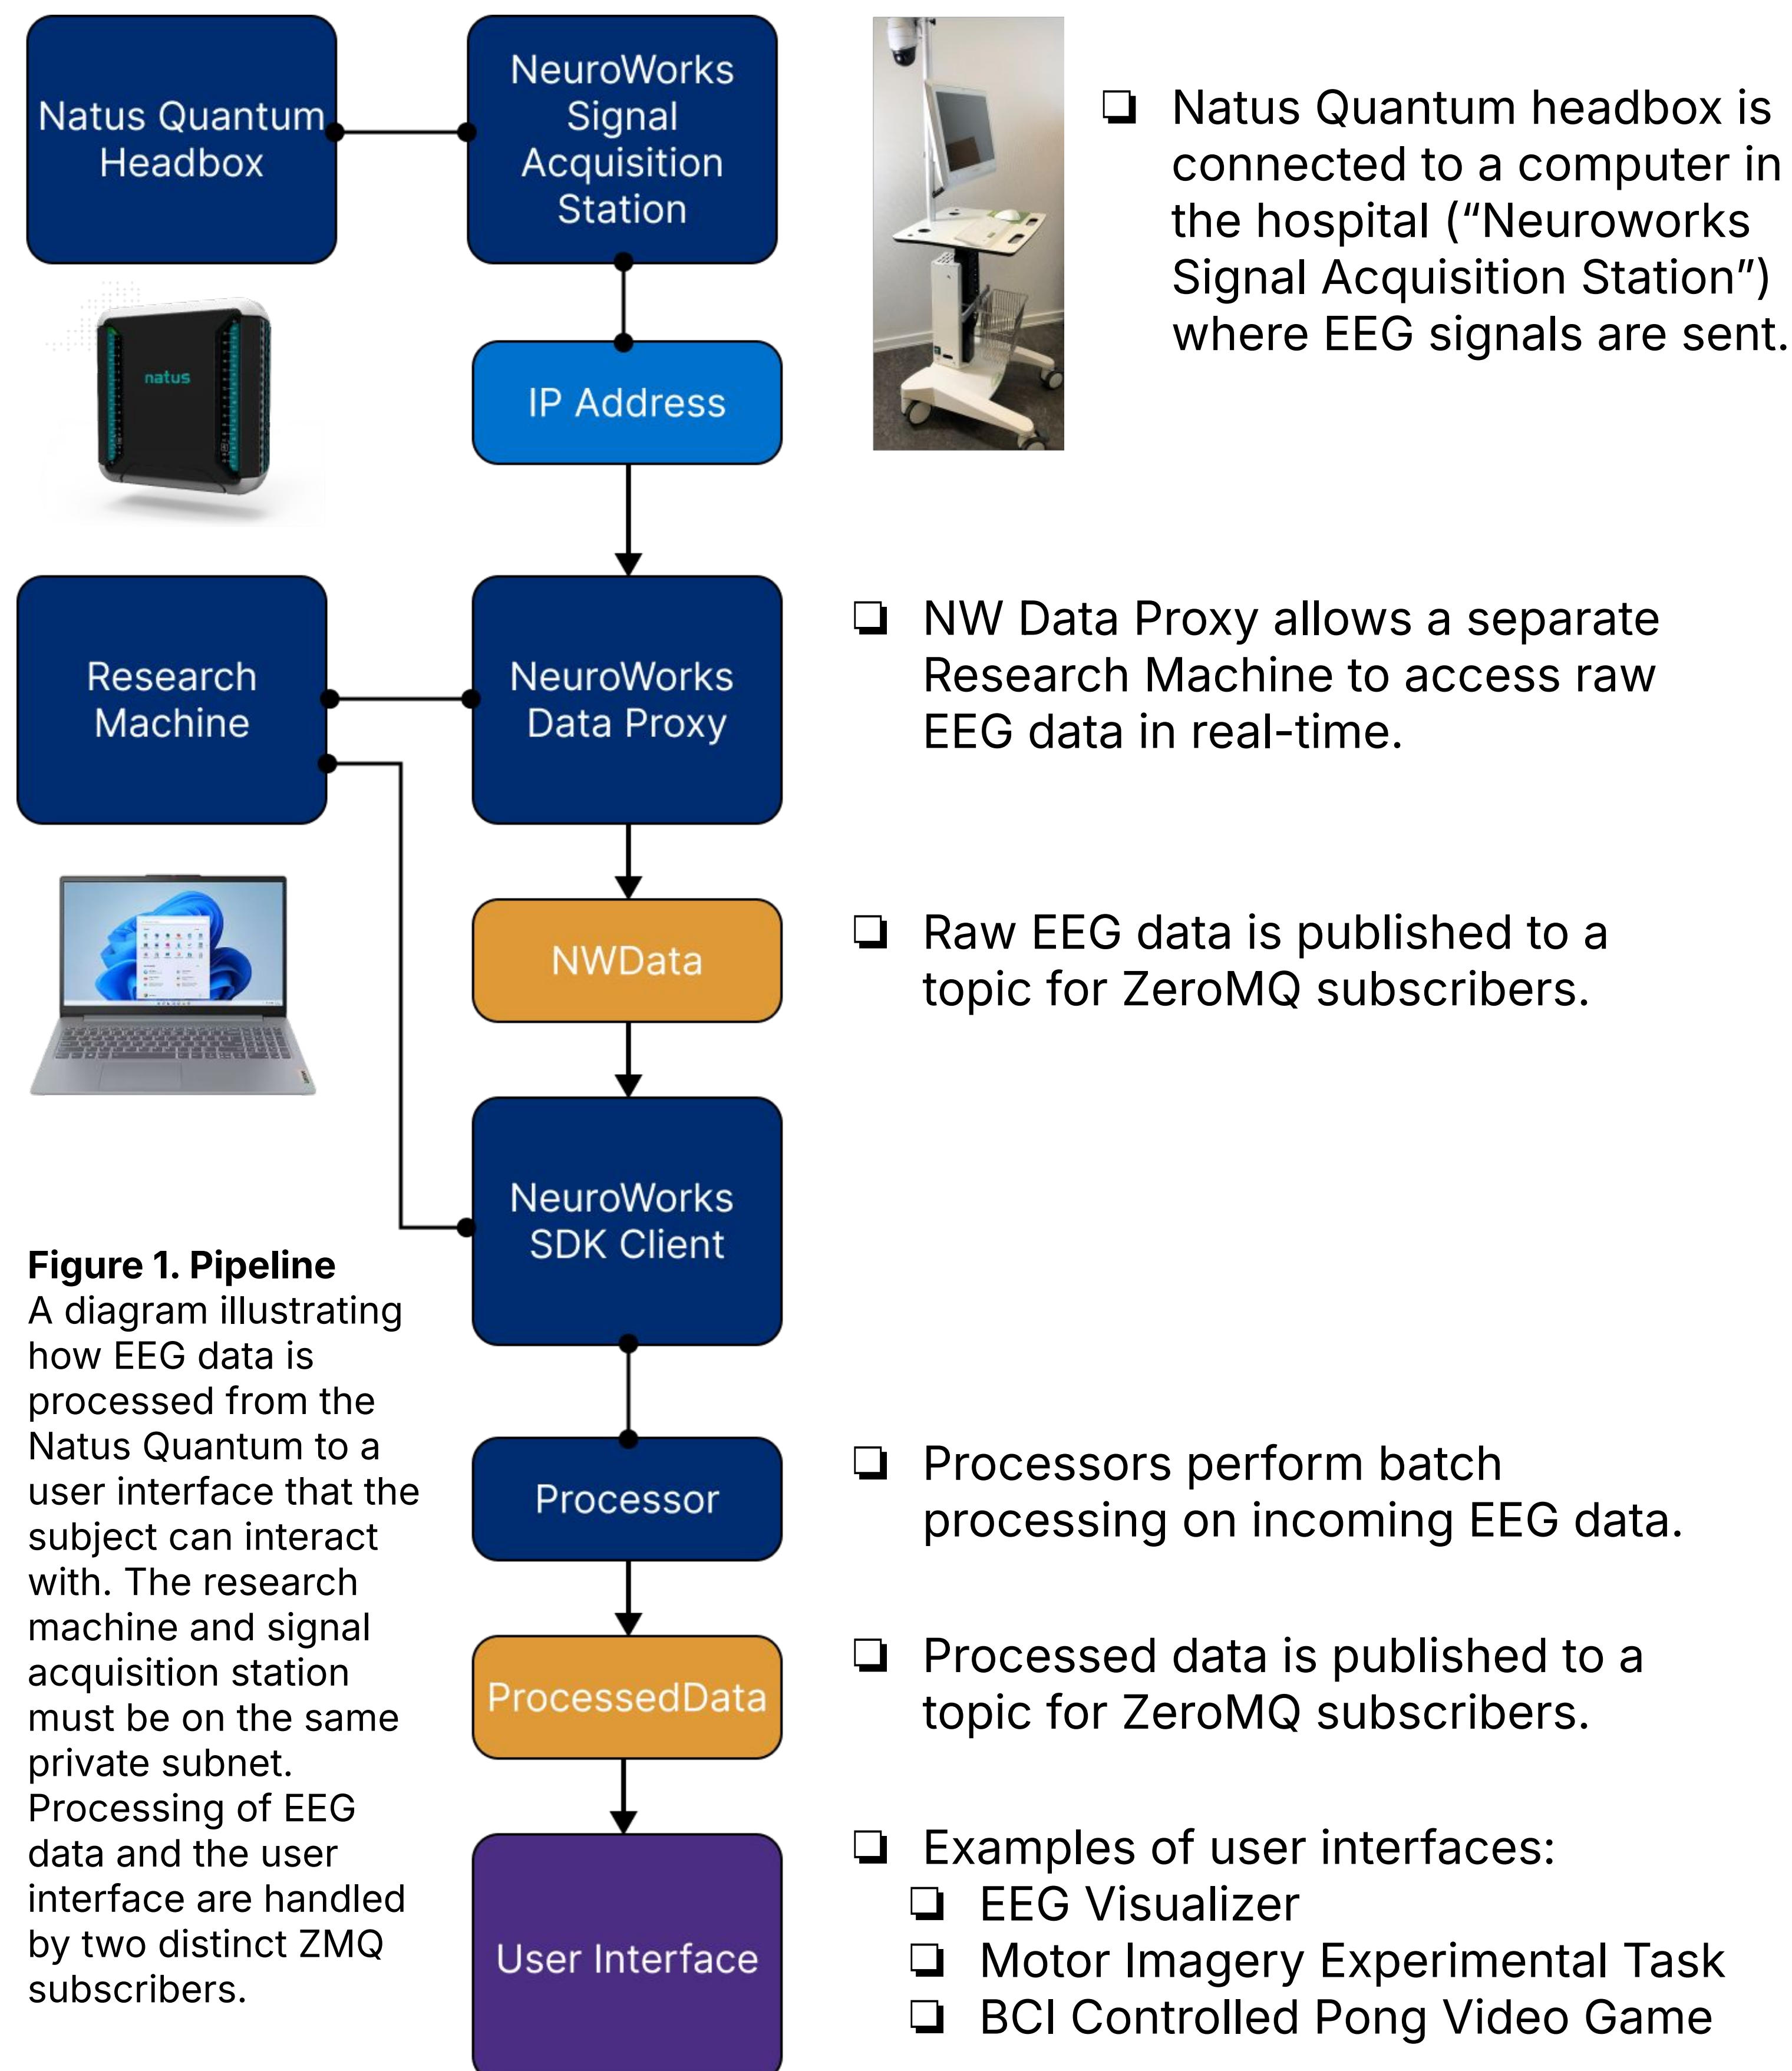 Natus Quantum
Headbox
NeuroWorks
Signal
Acquisition
Station
❏ Natus Quantum headbox is
connected to a computer in
the hospital (“Neuroworks
Signal Acquisition Station”)
where EEG signals are sent.
natus
IP Address
Research
Machine
NeuroWorks
Data Proxy
❏ NW Data Proxy allows a separate
Research Machine to access raw
EEG data in real-time.
NWData
❏ Raw EEG data is published to a
topic for ZeroMQ subscribers.
NeuroWorks
SDK Client
Figure 1. Pipeline
A diagram illustrating
how EEG data is
processed from the
Natus Quantum to a
user interface that the
subject can interact
with. The research
machine and signal
acquisition station
must be on the same
private subnet.
Processing of EEG
data and the user
interface are handled
by two distinct ZMQ
subscribers.
Processor
❏ Processors perform batch
processing on incoming EEG data.
ProcessedData
❏ Processed data is published to a
topic for ZeroMQ subscribers.
User Interface
❏ Examples of user interfaces:
❏ EEG Visualizer
❏ Motor Imagery Experimental Task
❏ BCI Controlled Pong Video Game